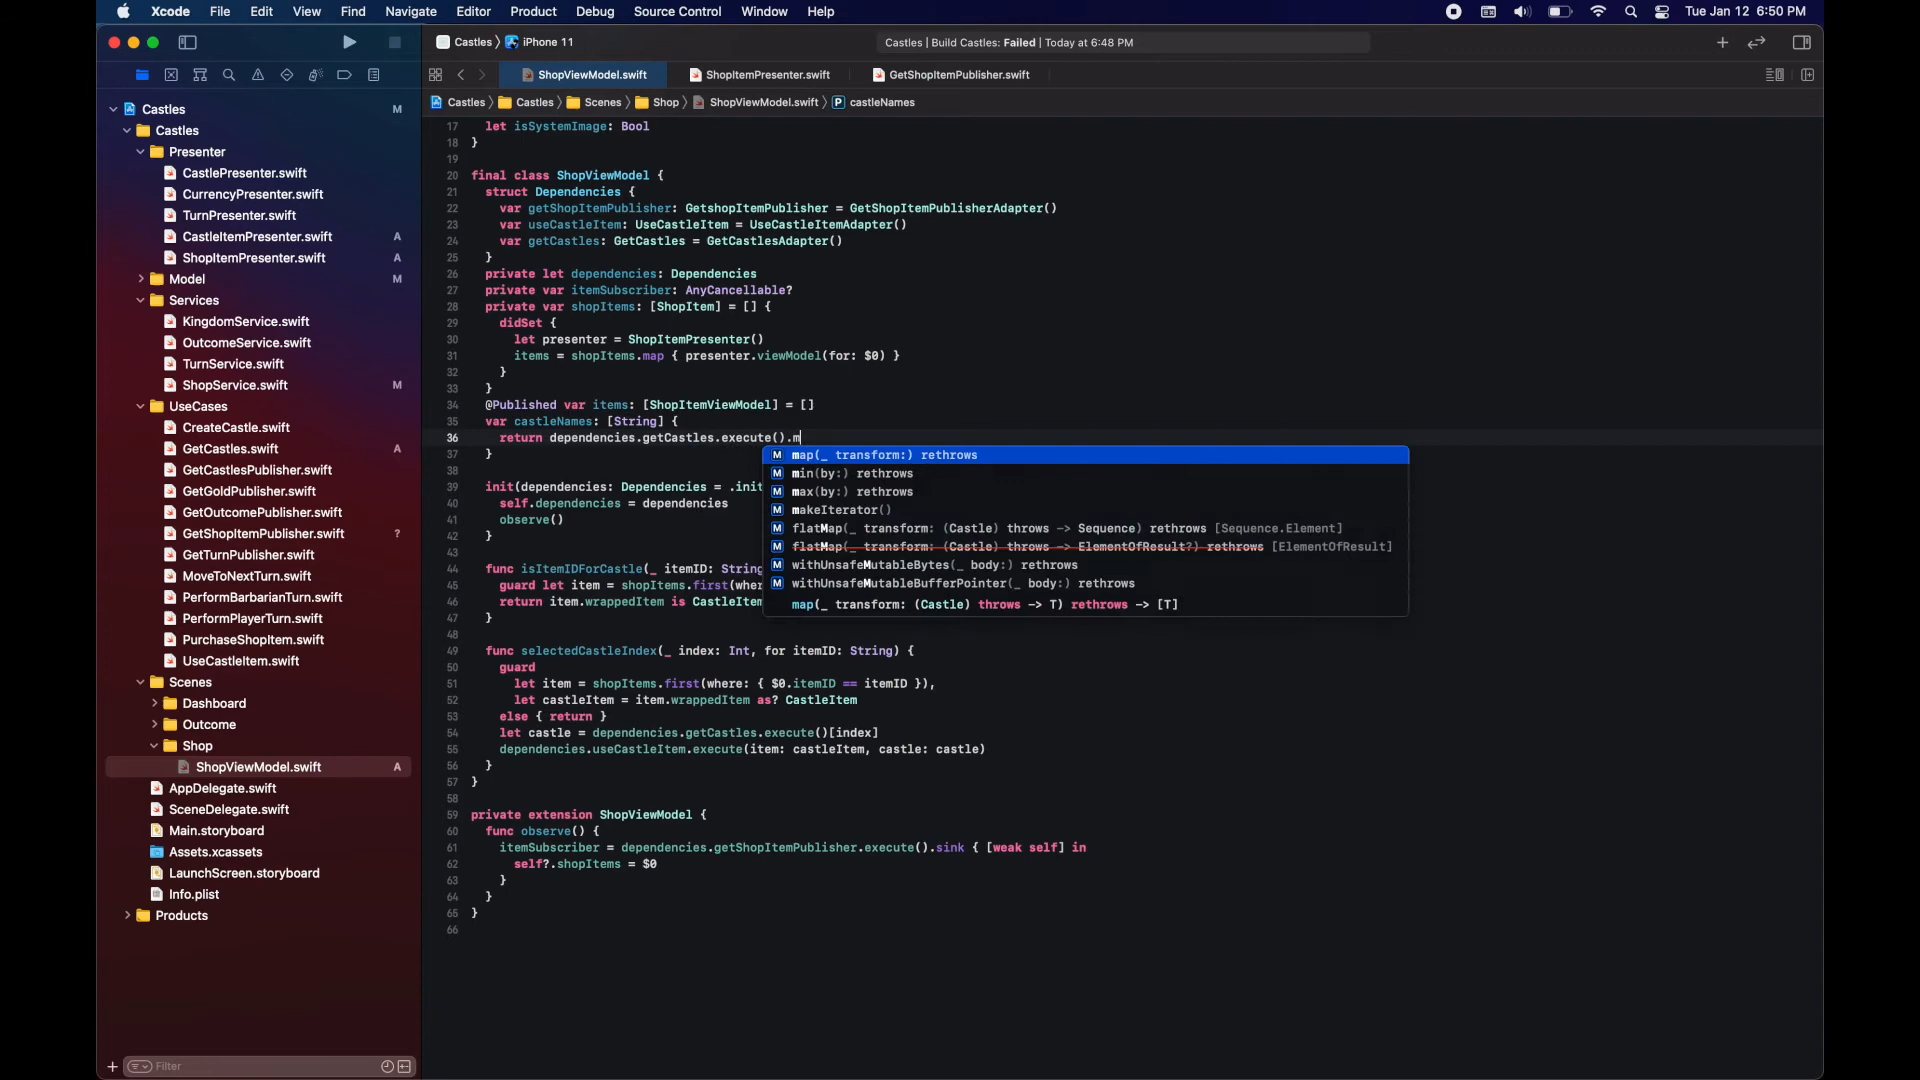 Xcode File Edit View Find Navigate Editor Product Debug Source Control Window Help Tue Jan 12 6:50 PM
Castles 〉 iPhone 11
Castles | Build Castles: Failed | Today at 6:48 PM
ShopViewModel.swift ShopItemPresenter.swift GetShopItemPublisher.swift
Castles 〉 Castles 〉 Scenes 〉 Shop 〉 ShopViewModel.swift 〉 P castleNames
Castles M
Castles
Presenter
CastlePresenter.swift
CurrencyPresenter.swift
TurnPresenter.swift
CastleItemPresenter.swift A
ShopItemPresenter.swift A
Model M
Services
KingdomService.swift
OutcomeService.swift
TurnService.swift
ShopService.swift M
UseCases
CreateCastle.swift
GetCastles.swift A
GetCastlesPublisher.swift
GetGoldPublisher.swift
GetOutcomePublisher.swift
GetShopItemPublisher.swift ?
GetTurnPublisher.swift
MoveToNextTurn.swift
PerformBarbarianTurn.swift
PerformPlayerTurn.swift
PurchaseShopItem.swift
UseCastleItem.swift
Scenes
Dashboard
Outcome
Shop
ShopViewModel.swift A
AppDelegate.swift
SceneDelegate.swift
Main.storyboard
Assets.xcassets
LaunchScreen.storyboard
Info.plist
Products
Filter
17 let isSystemImage: Bool
18 }
19
20 final class ShopViewModel {
21 struct Dependencies {
22 var getShopItemPublisher: GetshopItemPublisher = GetShopItemPublisherAdapter()
23 var useCastleItem: UseCastleItem = UseCastleItemAdapter()
24 var getCastles: GetCastles = GetCastlesAdapter()
25 }
26 private let dependencies: Dependencies
27 private var itemSubscriber: AnyCancellable?
28 private var shopItems: [ShopItem] = [] {
29 didSet {
30 let presenter = ShopItemPresenter()
31 items = shopItems.map { presenter.viewModel(for: $0) }
32 }
33 }
34 @Published var items: [ShopItemViewModel] = []
35 var castleNames: [String] {
36 return dependencies.getCastles.execute().m
37 }
38
39 init(dependencies: Dependencies = .init
40 self.dependencies = dependencies
41 observe()
42 }
43
44 func isItemIDForCastle(_ itemID: String
45 guard let item = shopItems.first(wher
46 return item.wrappedItem is CastleItem
47 }
48
49 func selectedCastleIndex(_ index: Int, for itemID: String) {
50 guard
51 let item = shopItems.first(where: { $0.itemID == itemID }),
52 let castleItem = item.wrappedItem as? CastleItem
53 else { return }
54 let castle = dependencies.getCastles.execute()[index]
55 dependencies.useCastleItem.execute(item: castleItem, castle: castle)
56 }
57 }
58
59 private extension ShopViewModel {
60 func observe() {
61 itemSubscriber = dependencies.getShopItemPublisher.execute().sink { [weak self] in
62 self?.shopItems = $0
63 }
64 }
65 }
66
M map(_ transform:) rethrows
M min(by:) rethrows
M max(by:) rethrows
M makeIterator()
M flatMap(_ transform: (Castle) throws -> Sequence) rethrows [Sequence.Element]
M flatMap(_ transform: (Castle) throws -> ElementOfResult?) rethrows [ElementOfResult]
M withUnsafeMutableBytes(_ body:) rethrows
M withUnsafeMutableBufferPointer(_ body:) rethrows
map(_ transform: (Castle) throws -> T) rethrows -> [T]